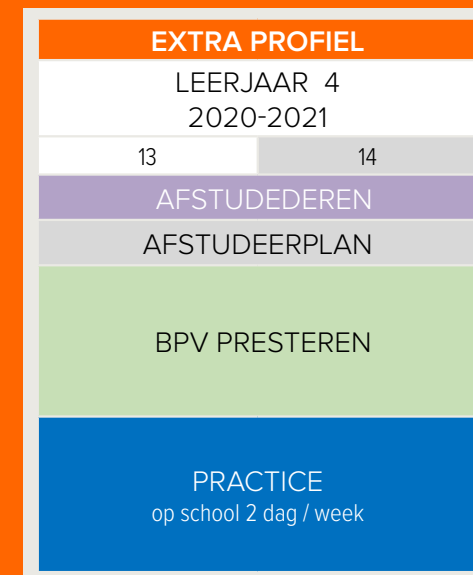 EXTRA PROFIEL
LEERJAAR 4
2020-2021
13 14
AFSTUDEDEREN
AFSTUDEERPLAN
BPV PRESTEREN
PRACTICE
op school 2 dag / week